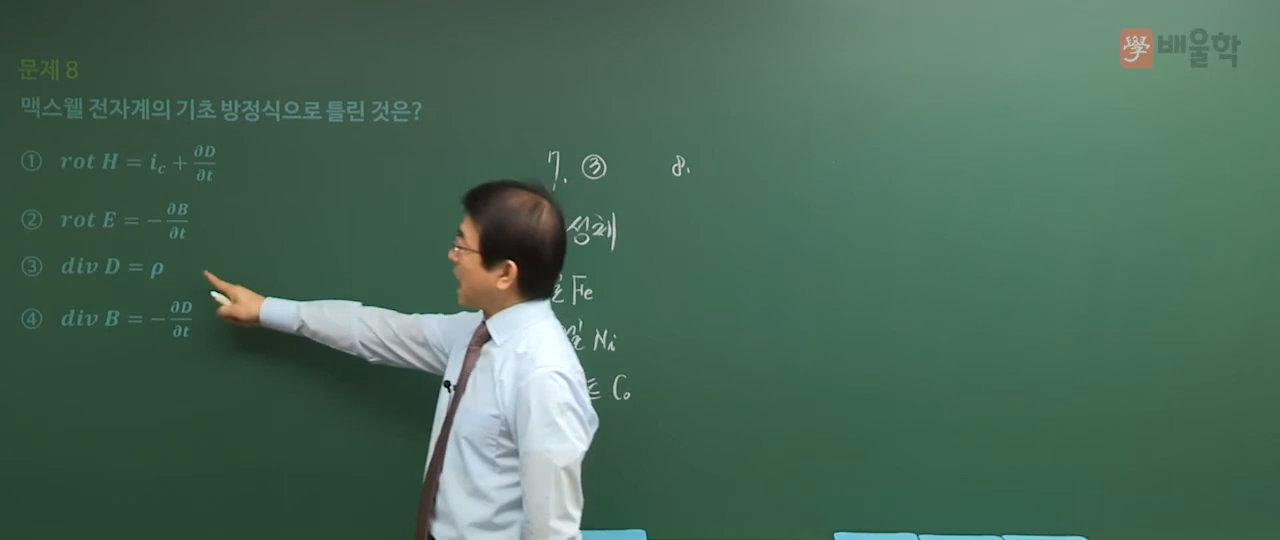 學 배울학
문제 8
맥스웰 전자계의 기초 방정식으로 틀린 것은?
① rot H = i_c + ∂D/∂t
② rot E = −∂B/∂t
③ div D = ρ
④ div B = −∂D/∂t
7. ③ 8.
성체
Fe
Ni
Co